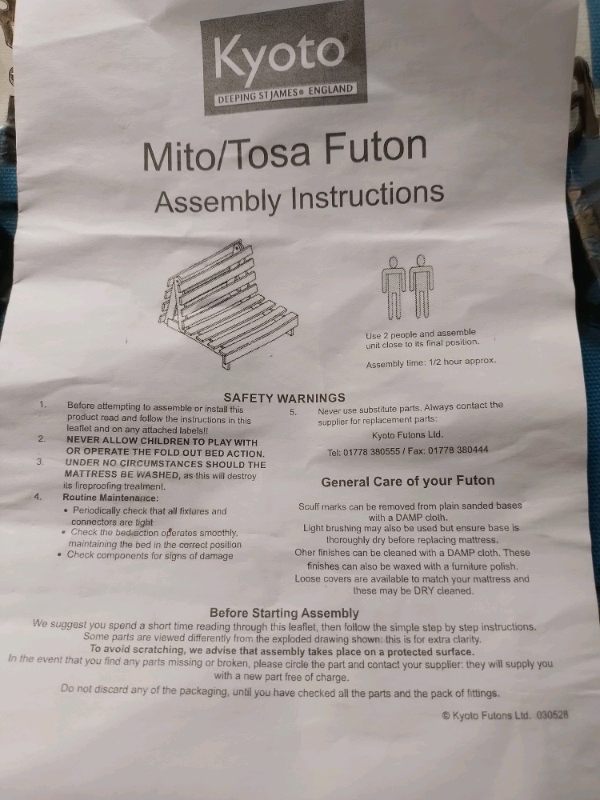 Kyoto
DEEPING ST JAMES • ENGLAND
Mito/Tosa Futon
Assembly Instructions
Use 2 people and assemble
unit close to its final position.
Assembly time: 1/2 hour approx.
SAFETY WARNINGS
1. Before attempting to assemble or install this
product read and follow the instructions in this
leaflet and on any attached labels!!
2. NEVER ALLOW CHILDREN TO PLAY WITH
OR OPERATE THE FOLD OUT BED ACTION.
3. UNDER NO CIRCUMSTANCES SHOULD THE
MATTRESS BE WASHED, as this will destroy
its fireproofing treatment.
4. Routine Maintenance:
• Periodically check that all fixtures and
connectors are tight
• Check the bed action operates smoothly,
maintaining the bed in the correct position
• Check components for signs of damage
5. Never use substitute parts. Always contact the
supplier for replacement parts:
Kyoto Futons Ltd.
Tel: 01778 380555 / Fax: 01778 380444
General Care of your Futon
Scuff marks can be removed from plain sanded bases
with a DAMP cloth.
Light brushing may also be used but ensure base is
thoroughly dry before replacing mattress.
Oher finishes can be cleaned with a DAMP cloth. These
finishes can also be waxed with a furniture polish.
Loose covers are available to match your mattress and
these may be DRY cleaned.
Before Starting Assembly
We suggest you spend a short time reading through this leaflet, then follow the simple step by step instructions.
Some parts are viewed differently from the exploded drawing shown: this is for extra clarity.
To avoid scratching, we advise that assembly takes place on a protected surface.
In the event that you find any parts missing or broken, please circle the part and contact your supplier: they will supply you
with a new part free of charge.
Do not discard any of the packaging, until you have checked all the parts and the pack of fittings.
© Kyoto Futons Ltd. 030528